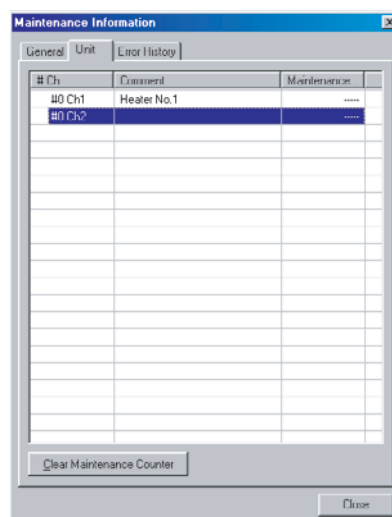 Maintenance Information
General Unit Error History
# Ch Comment Maintenance
#0 Ch1 Heater No.1 -----
#0 Ch2 -----
Clear Maintenance Counter
Close